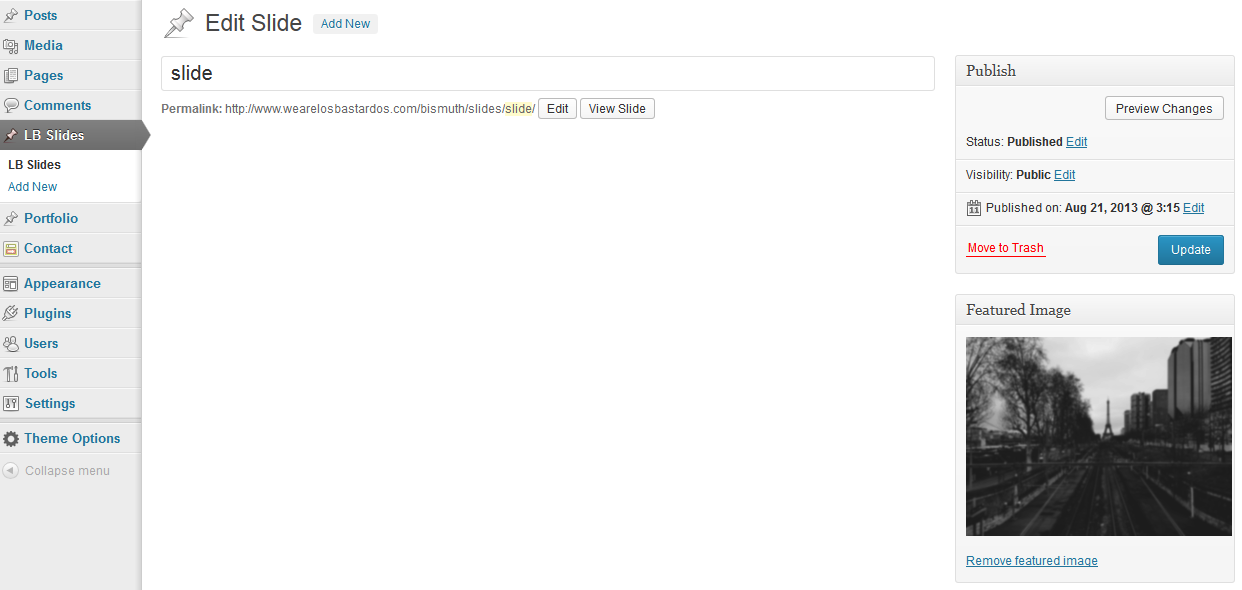 Posts
Media
Pages
Comments
LB Slides
LB Slides
Add New
Portfolio
Contact
Appearance
Plugins
Users
Tools
Settings
Theme Options
Collapse menu
Edit Slide Add New
slide
Permalink: http://www.wearelosbastardos.com/bismuth/slides/slide/ Edit View Slide
Publish
Preview Changes
Status: Published Edit
Visibility: Public Edit
11 Published on: Aug 21, 2013 @ 3:15 Edit
Move to Trash Update
Featured Image
Remove featured image